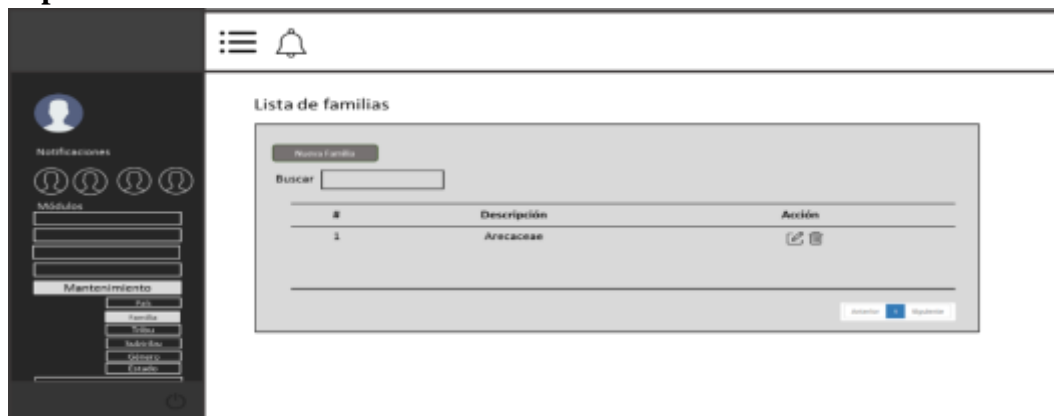 Notificaciones
Módulos
Mantenimiento
País
Familia
Tribu
Subtribu
Género
Estado
Lista de familias
Nueva Familia
Buscar
# Descripción Acción
1 Arecaceae
Anterior 1 Siguiente